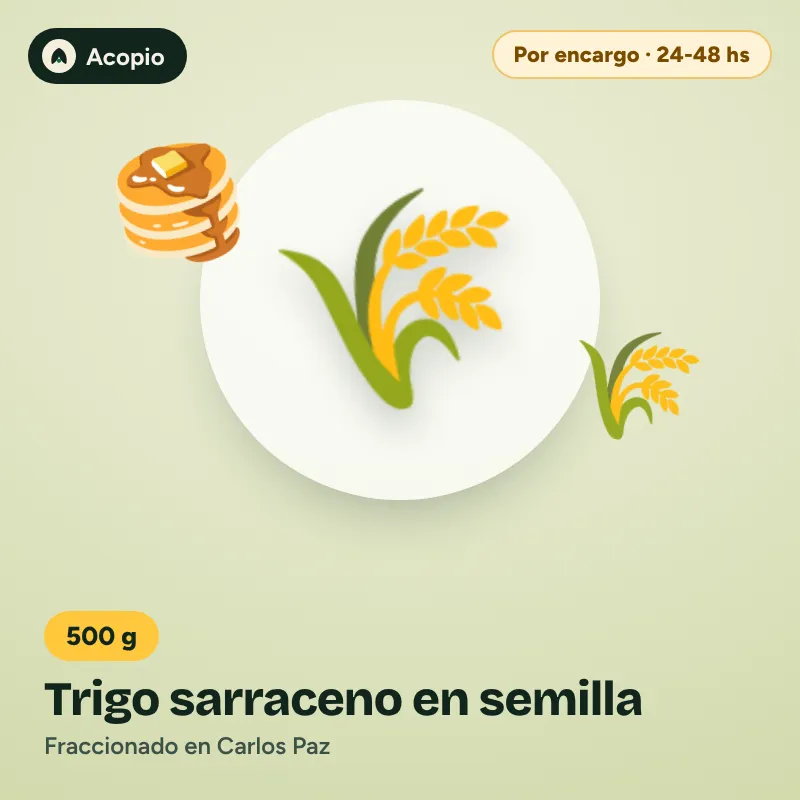 Acopio
Por encargo · 24-48 hs
500 g
Trigo sarraceno en semilla
Fraccionado en Carlos Paz